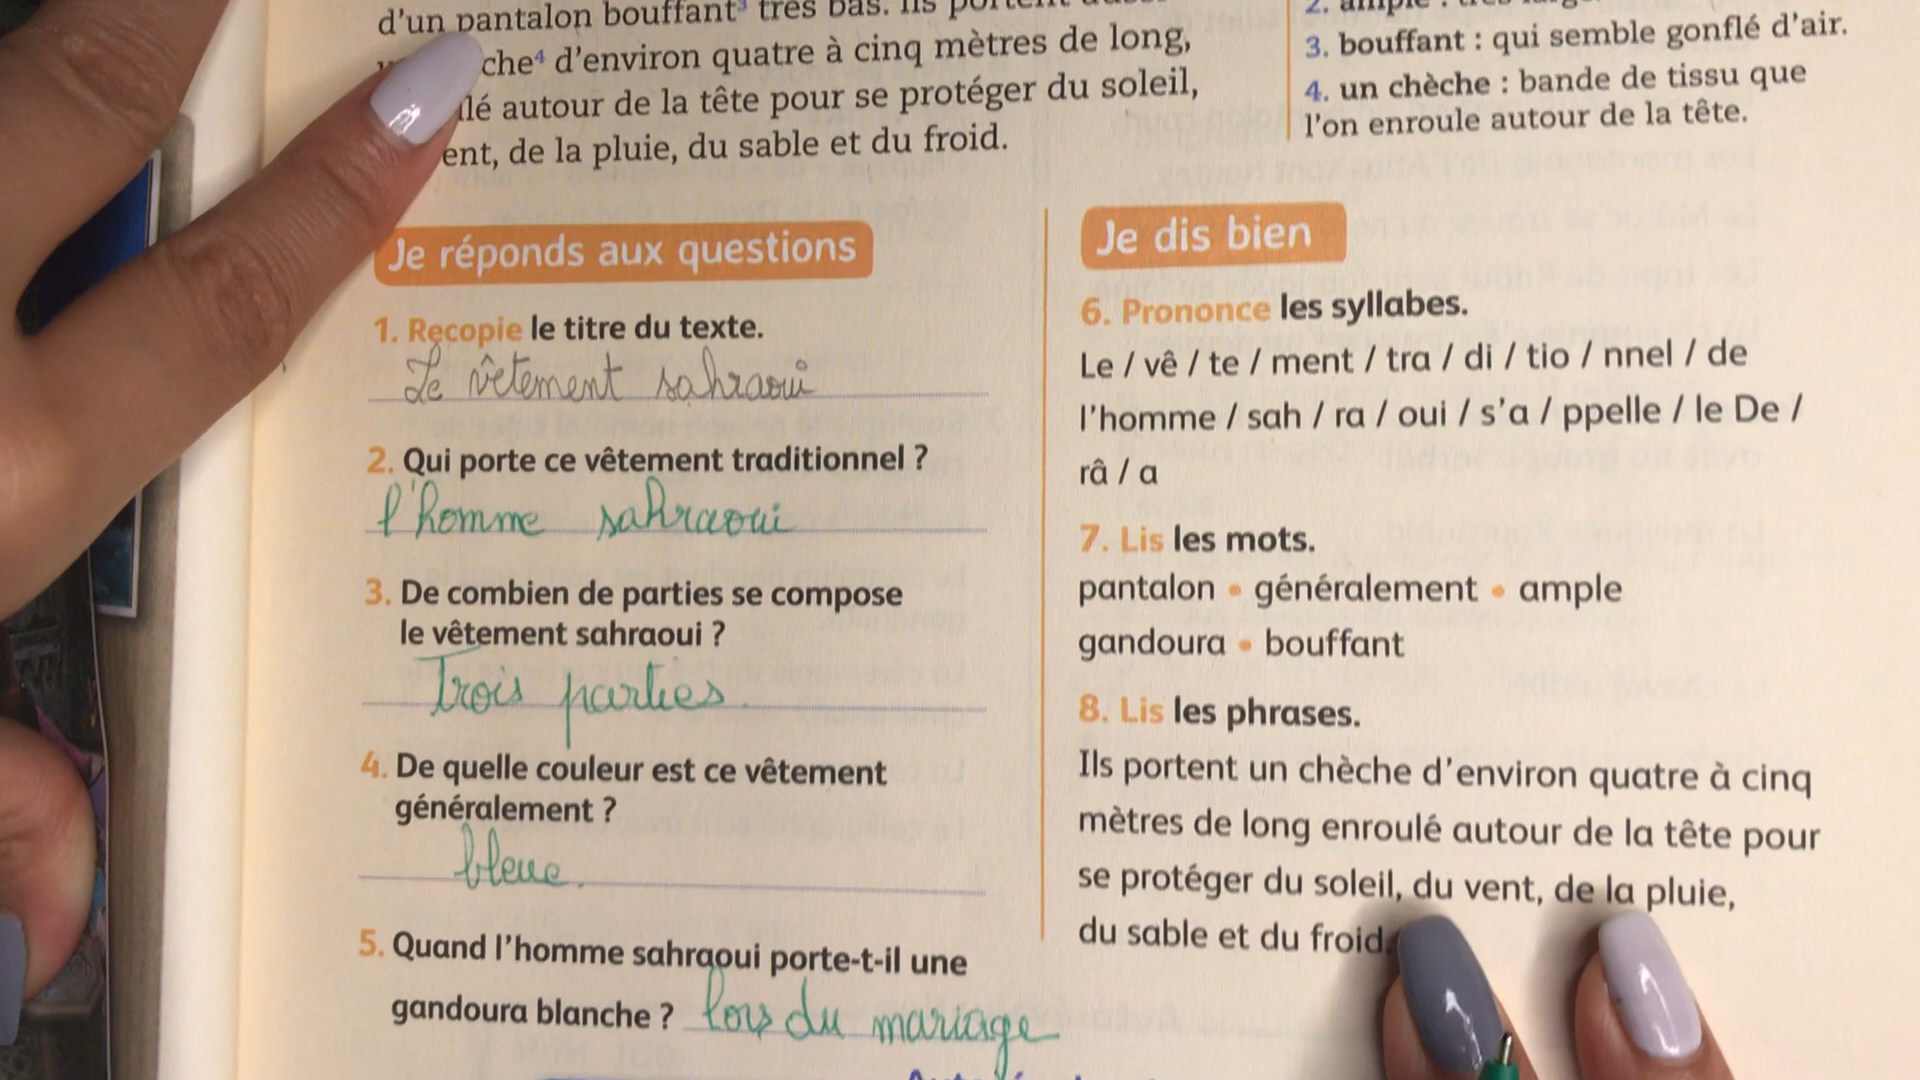 d'un pantalon bouffant³ très bas. Ils
che⁴ d'environ quatre à cinq mètres de long,
lé autour de la tête pour se protéger du soleil,
ent, de la pluie, du sable et du froid.
2. ample :
3. bouffant : qui semble gonflé d'air.
4. un chèche : bande de tissu que
l'on enroule autour de la tête.
Je réponds aux questions
1. Recopie le titre du texte.
Le vêtement sahraoui
2. Qui porte ce vêtement traditionnel ?
l'homme sahraoui
3. De combien de parties se compose
le vêtement sahraoui ?
Trois parties.
4. De quelle couleur est ce vêtement
généralement ?
bleue.
5. Quand l'homme sahraoui porte-t-il une
gandoura blanche ? lors du mariage
Je dis bien
6. Prononce les syllabes.
Le / vê / te / ment / tra / di / tio / nnel / de
l'homme / sah / ra / oui / s'a / ppelle / le De /
râ / a
7. Lis les mots.
pantalon • généralement • ample
gandoura • bouffant
8. Lis les phrases.
Ils portent un chèche d'environ quatre à cinq
mètres de long enroulé autour de la tête pour
se protéger du soleil, du vent, de la pluie,
du sable et du froid.